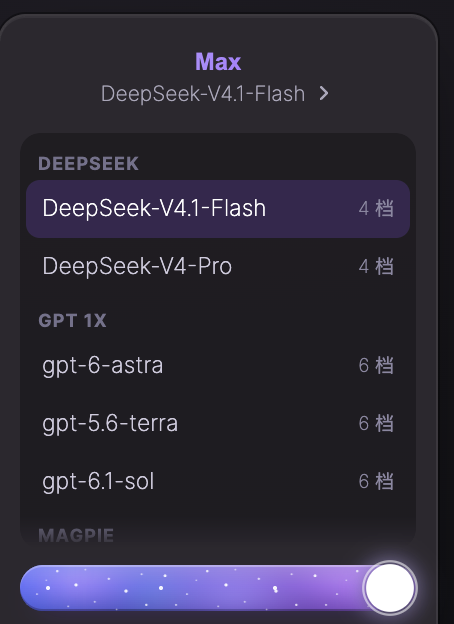 Max
DeepSeek-V4.1-Flash
DEEPSEEK
DeepSeek-V4.1-Flash 4 档
DeepSeek-V4-Pro 4 档
GPT 1X
gpt-6-astra 6 档
gpt-5.6-terra 6 档
gpt-6.1-sol 6 档
MAGPIE